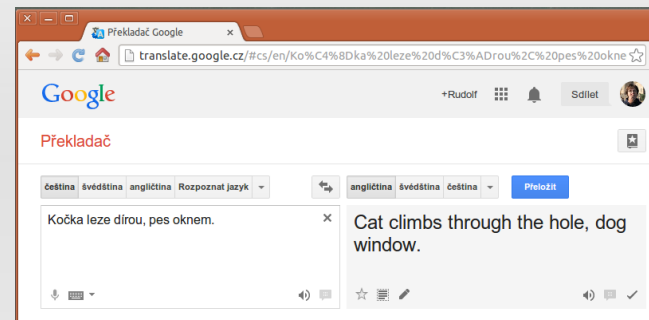 Překladač Google
translate.google.cz/#cs/en/Ko%C4%8Dka%20leze%20d%C3%ADrou%2C%20pes%20okne
Google
+Rudolf
Sdílet
Překladač
čeština švédština angličtina Rozpoznat jazyk
angličtina švédština čeština
Přeložit
Kočka leze dírou, pes oknem.
Cat climbs through the hole, dog
window.